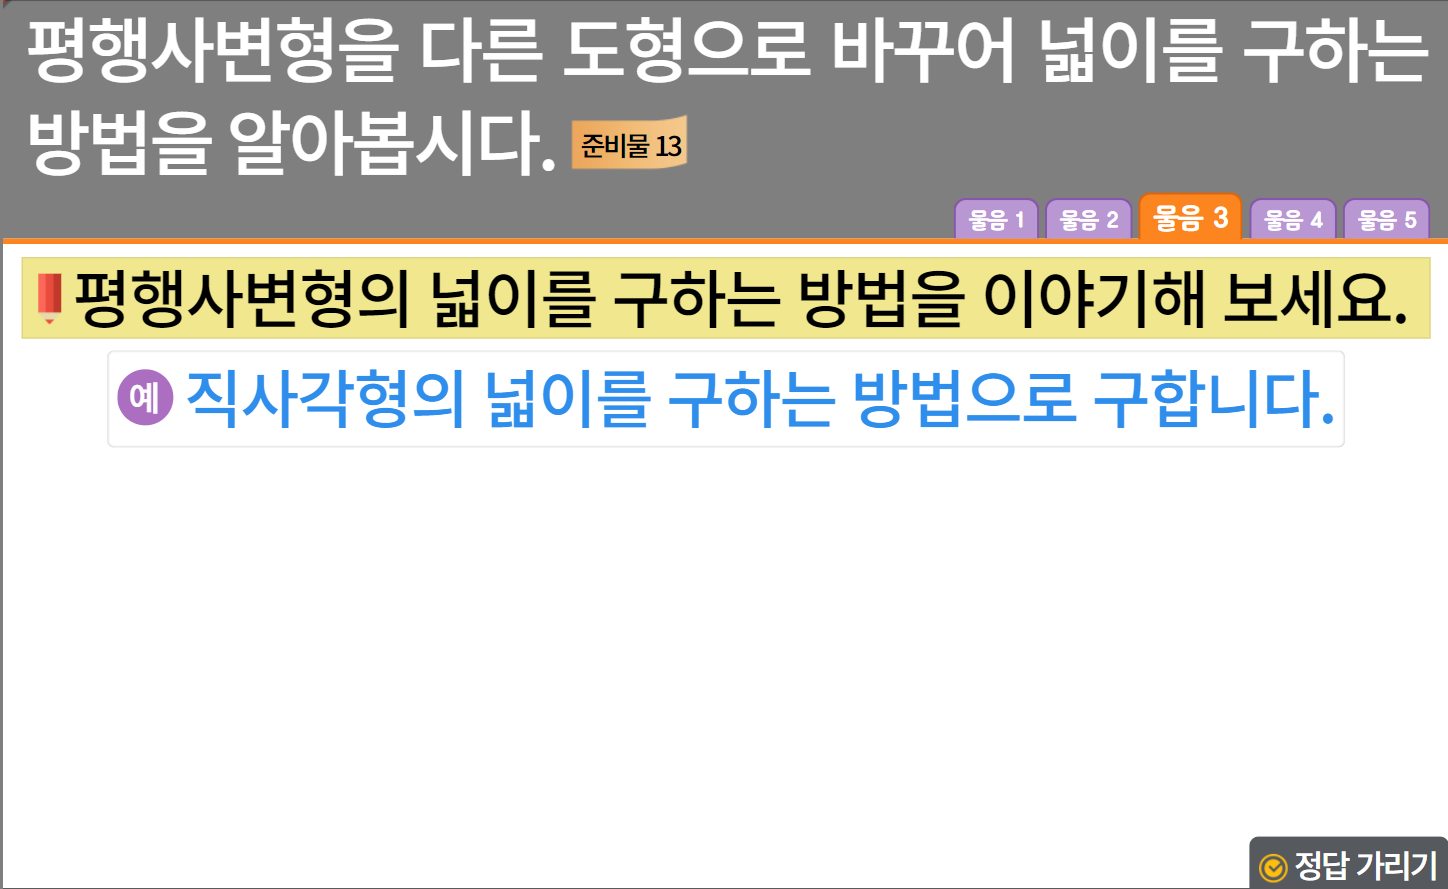 평행사변형을 다른 도형으로 바꾸어 넓이를 구하는
방법을 알아봅시다. 준비물 13
물음 1 물음 2 물음 3 물음 4 물음 5
평행사변형의 넓이를 구하는 방법을 이야기해 보세요.
예 직사각형의 넓이를 구하는 방법으로 구합니다.
정답 가리기